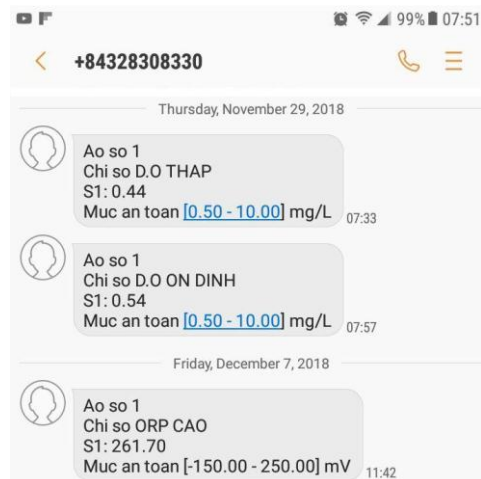 99% 07:51
+84328308330
Thursday, November 29, 2018
Ao so 1
Chi so D.O THAP
S1: 0.44
Muc an toan [0.50 - 10.00] mg/L
07:33
Ao so 1
Chi so D.O ON DINH
S1: 0.54
Muc an toan [0.50 - 10.00] mg/L
07:57
Friday, December 7, 2018
Ao so 1
Chi so ORP CAO
S1: 261.70
Muc an toan [-150.00 - 250.00] mV
11:42